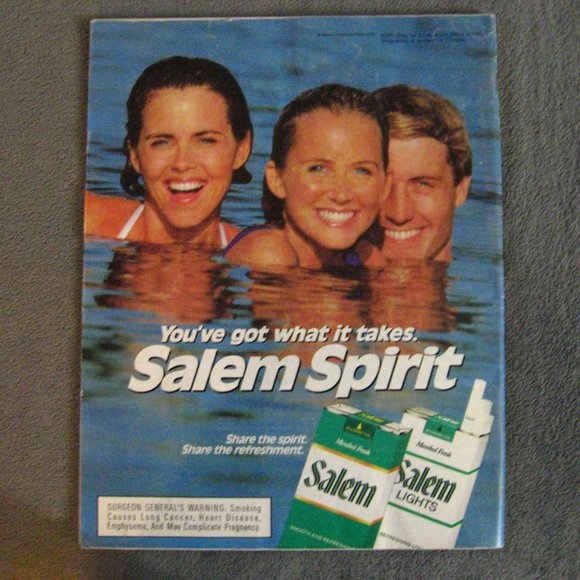 You've got what it takes.
Salem Spirit
Share the spirit.
Share the refreshment.
Menthol Fresh
Salem
Menthol Fresh
Salem
LIGHTS
SURGEON GENERAL'S WARNING: Smoking
Causes Lung Cancer, Heart Disease,
Emphysema, And May Complicate Pregnancy.